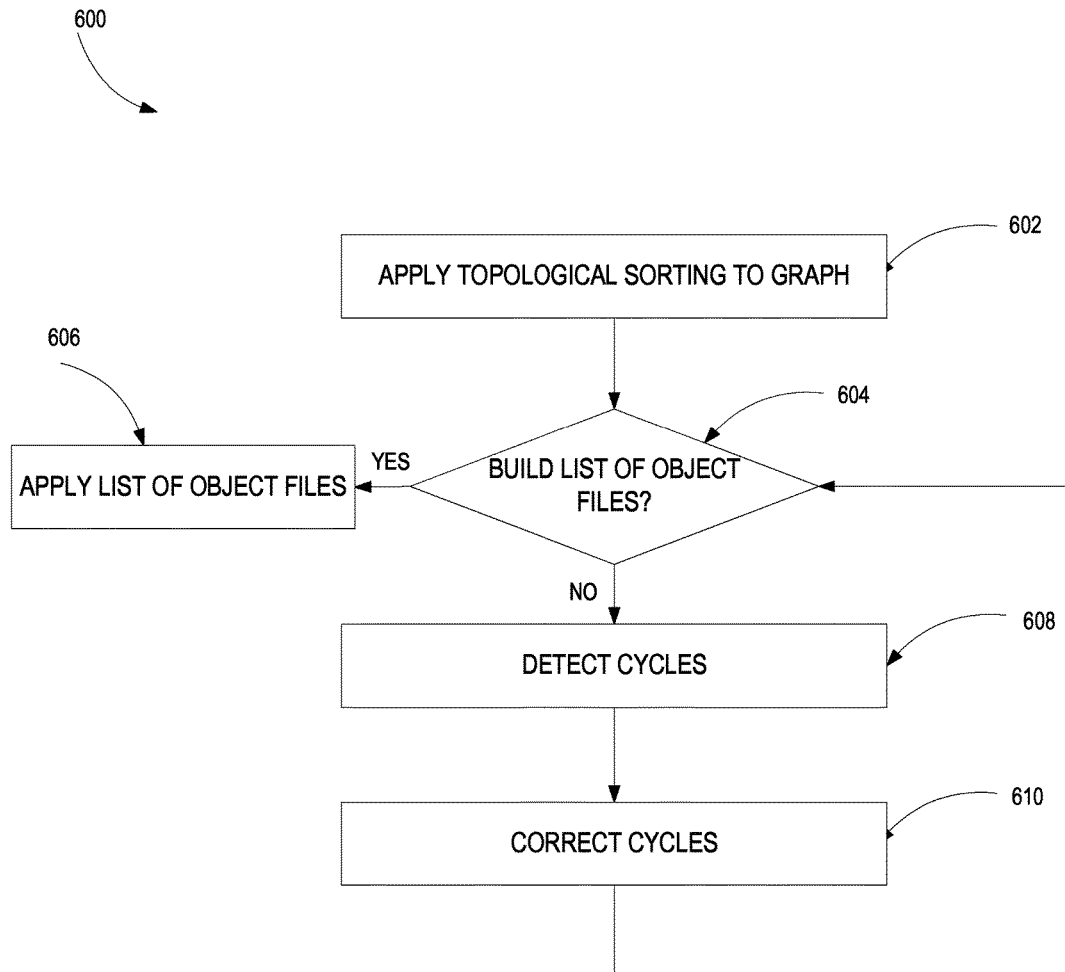 600
602
APPLY TOPOLOGICAL SORTING TO GRAPH
606
604
APPLY LIST OF OBJECT FILES
YES
BUILD LIST OF OBJECT
FILES?
NO
608
DETECT CYCLES
610
CORRECT CYCLES